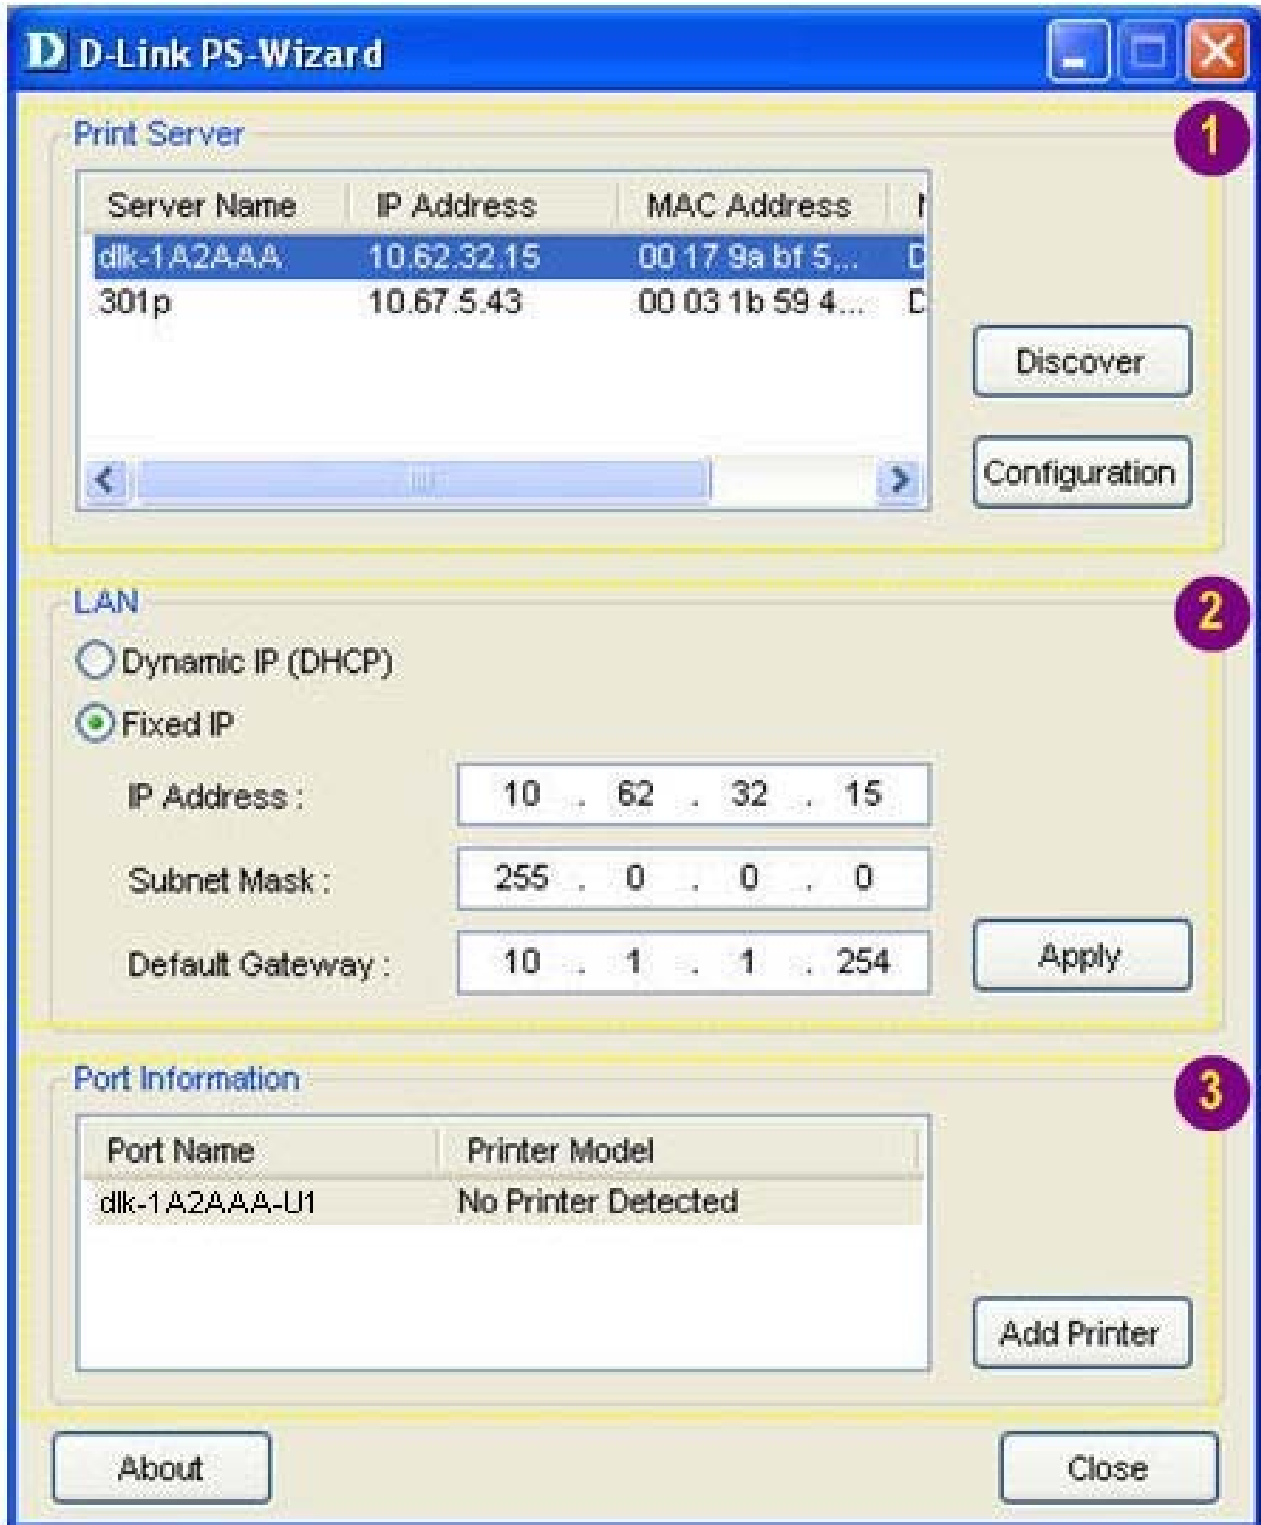 D-Link PS-Wizard
1
Print Server
Server Name IP Address MAC Address
dlk-1A2AAA 10.62.32.15 00 17 9a bf 5... D
301p 10.67.5.43 00 03 1b 59 4... D
Discover
Configuration
2
LAN
Dynamic IP (DHCP)
Fixed IP
IP Address : 10 . 62 . 32 . 15
Subnet Mask : 255 . 0 . 0 . 0
Default Gateway : 10 . 1 . 1 . 254
Apply
3
Port Information
Port Name Printer Model
dlk-1A2AAA-U1 No Printer Detected
Add Printer
About
Close